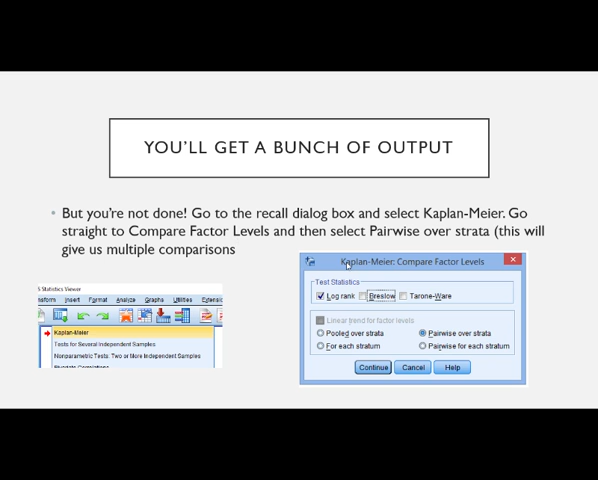 YOU'LL GET A BUNCH OF OUTPUT
• But you're not done! Go to the recall dialog box and select Kaplan-Meier. Go
straight to Compare Factor Levels and then select Pairwise over strata (this will
give us multiple comparisons
S Statistics Viewer
nsform Insert Format Analyze Graphs Utilities Extensio
Kaplan-Meier
Tests for Several Independent Samples
Nonparametric Tests: Two or More Independent Samples
Bivariate Correlations
Kaplan-Meier: Compare Factor Levels
Test Statistics
Log rank Breslow Tarone-Ware
Linear trend for factor levels
Pooled over strata Pairwise over strata
For each stratum Pairwise for each stratum
Continue Cancel Help